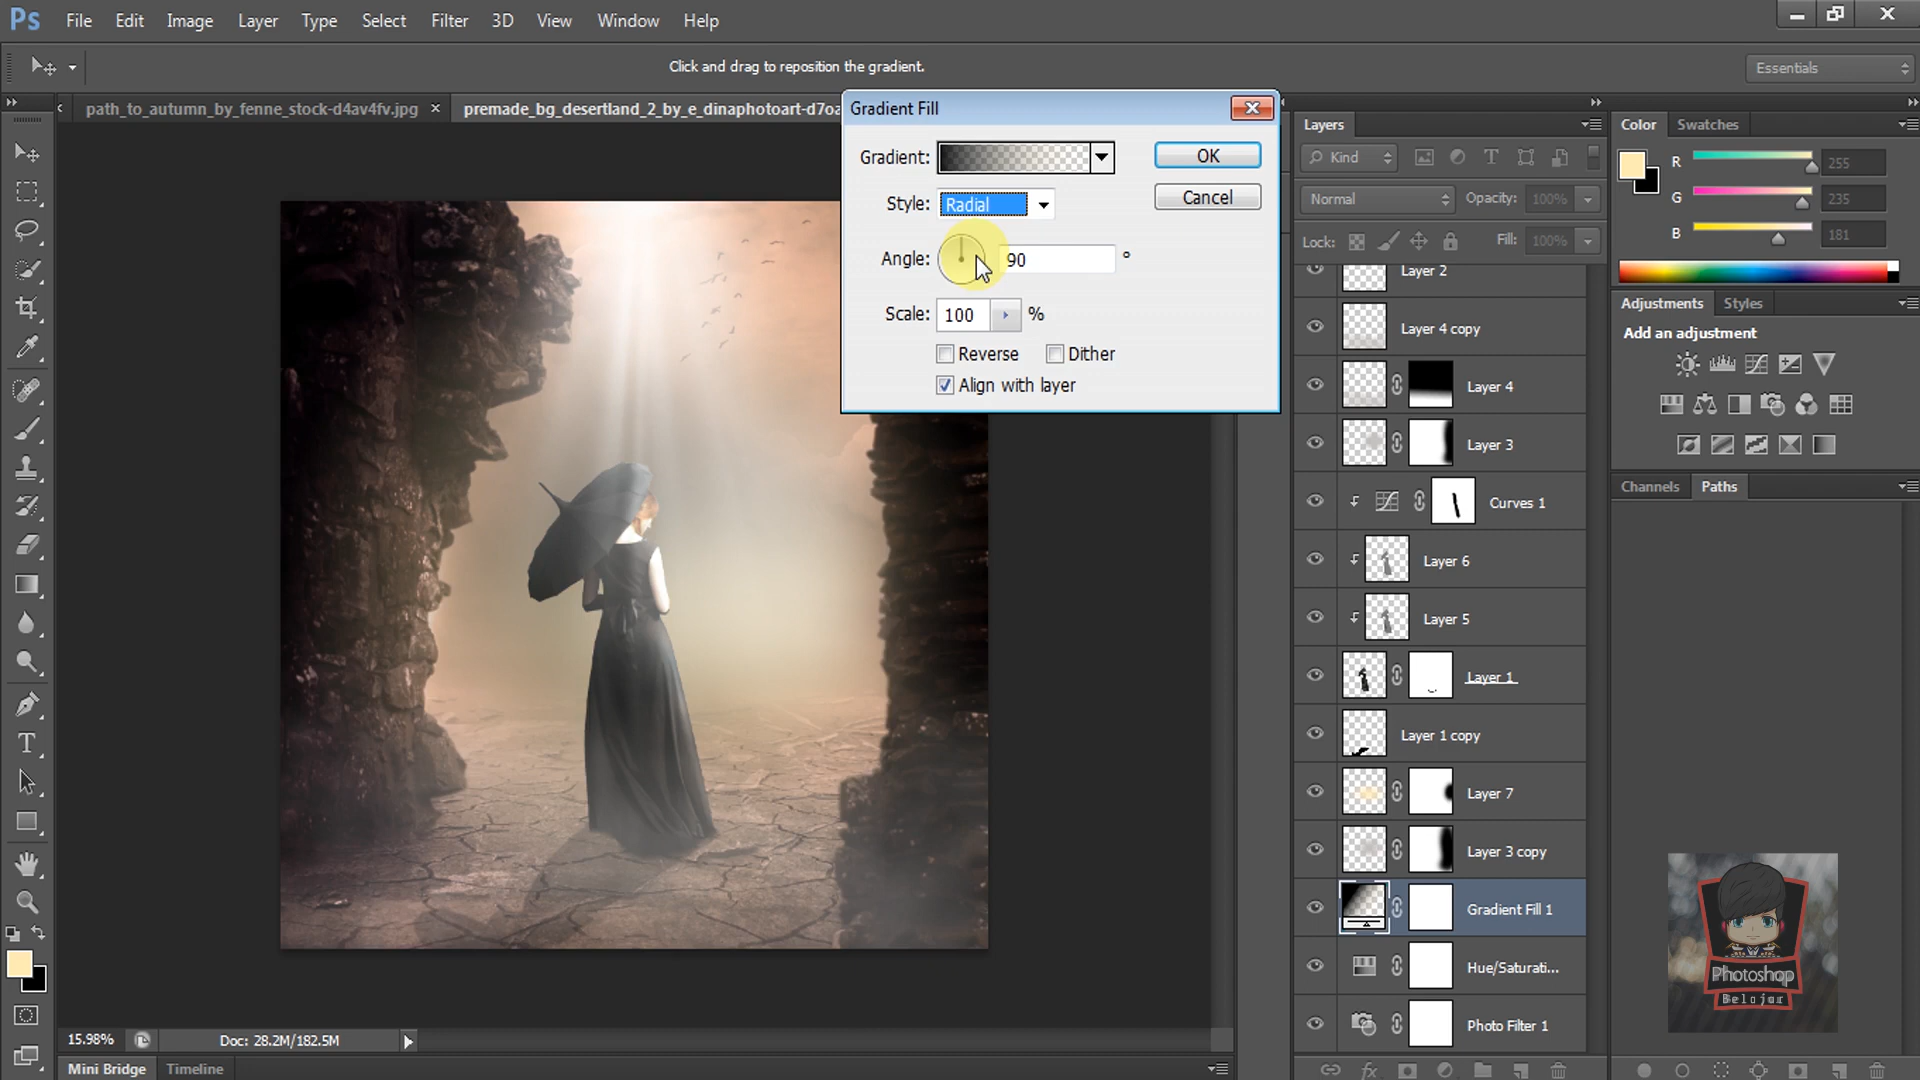 Ps File Edit Image Layer Type Select Filter 3D View Window Help
Click and drag to reposition the gradient.
Essentials
path_to_autumn_by_fenne_stock-d4av4fv.jpg
premade_bg_desertland_2_by_e_dinaphotoart-d7oa
Gradient Fill
Gradient:
OK
Style: Radial
Cancel
Angle: 90 °
Scale: 100 %
Reverse Dither
Align with layer
Layers
Kind
Normal Opacity: 100%
Lock: Fill: 100%
Layer 2
Layer 4 copy
Layer 4
Layer 3
Curves 1
Layer 6
Layer 5
Layer 1
Layer 1 copy
Layer 7
Layer 3 copy
Gradient Fill 1
Hue/Saturati...
Photo Filter 1
fx
Color Swatches
R 255
G 235
B 181
Adjustments Styles
Add an adjustment
Channels Paths
Photoshop
Belajar
15.98% Doc: 28.2M/182.5M
Mini Bridge Timeline